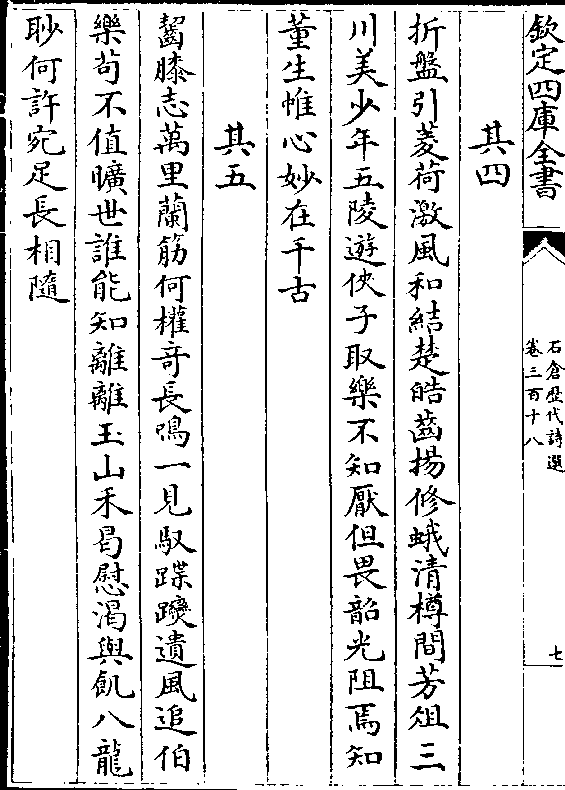 欽定四庫全書
石倉歷代詩選
卷三百十八
七
其四
折盤引菱荷激風和結楚皓齒揚修蛾清樽間芳俎三
川美少年五陵遊俠子取樂不知厭但畏韶光阻焉知
董生帷心妙在千古
其五
齧膝志萬里蘭筋何權奇長鳴一見馭蹀躞遺風追伯
樂苟不值曠世誰能知離離玉山禾曷慰渴與飢八龍
眇何許宛足長相隨